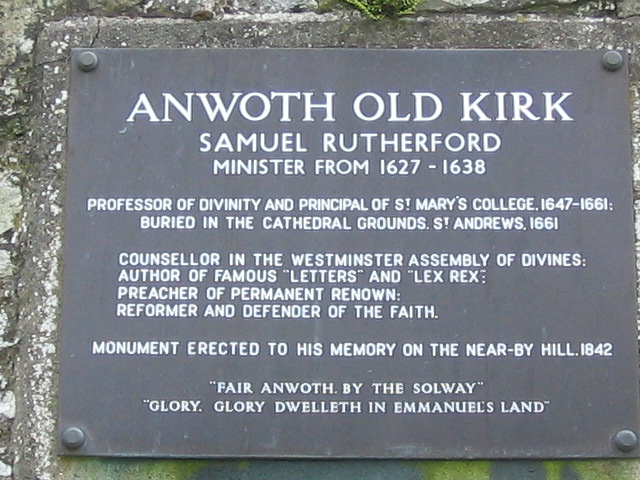 ANWOTH OLD KIRK
SAMUEL RUTHERFORD
MINISTER FROM 1627 - 1638
PROFESSOR OF DIVINITY AND PRINCIPAL OF ST MARY'S COLLEGE, 1647-1661:
BURIED IN THE CATHEDRAL GROUNDS. ST ANDREWS, 1661
COUNSELLOR IN THE WESTMINSTER ASSEMBLY OF DIVINES:
AUTHOR OF FAMOUS "LETTERS" AND "LEX REX":
PREACHER OF PERMANENT RENOWN:
REFORMER AND DEFENDER OF THE FAITH.
MONUMENT ERECTED TO HIS MEMORY ON THE NEAR-BY HILL, 1842
"FAIR ANWOTH. BY THE SOLWAY"
"GLORY. GLORY DWELLETH IN EMMANUEL'S LAND"